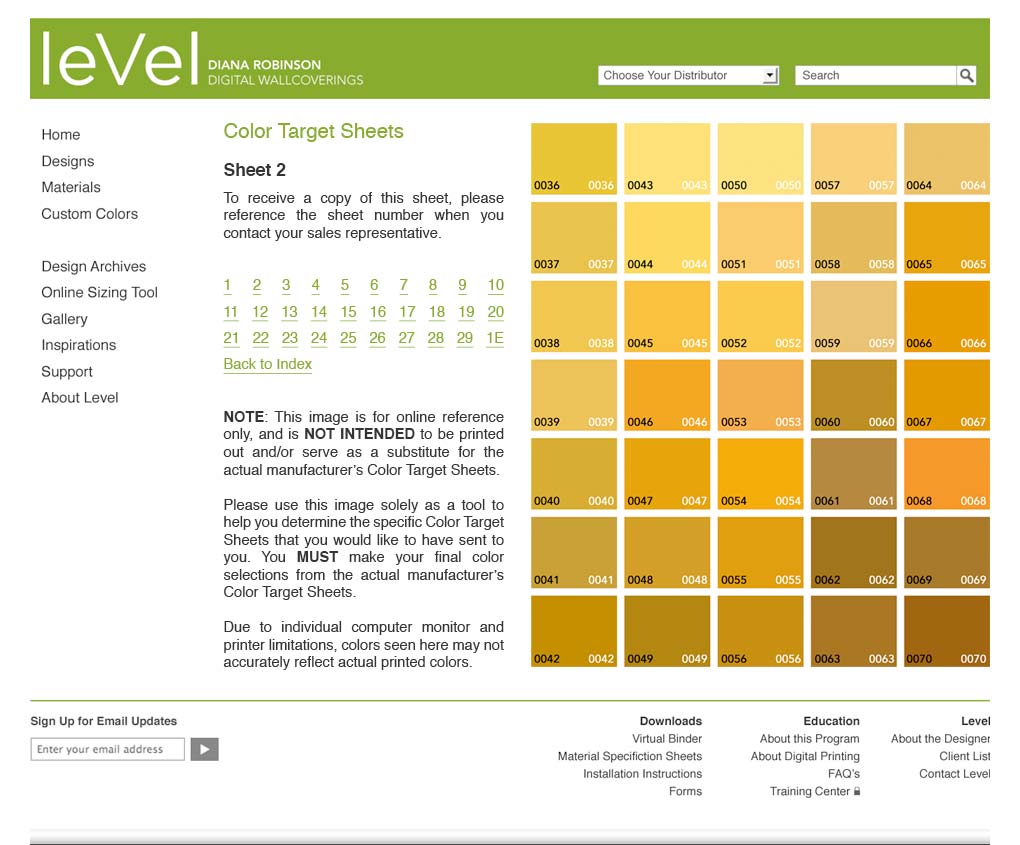 leVel
DIANA ROBINSON
DIGITAL WALLCOVERINGS
Choose Your Distributor
Search
Home
Designs
Materials
Custom Colors
Design Archives
Online Sizing Tool
Gallery
Inspirations
Support
About Level
Color Target Sheets
Sheet 2
To receive a copy of this sheet, please
reference the sheet number when you
contact your sales representative.
1 2 3 4 5 6 7 8 9 10
11 12 13 14 15 16 17 18 19 20
21 22 23 24 25 26 27 28 29 1E
Back to Index
NOTE: This image is for online reference
only, and is NOT INTENDED to be printed
out and/or serve as a substitute for the
actual manufacturer's Color Target Sheets.
Please use this image solely as a tool to
help you determine the specific Color Target
Sheets that you would like to have sent to
you. You MUST make your final color
selections from the actual manufacturer's
Color Target Sheets.
Due to individual computer monitor and
printer limitations, colors seen here may not
accurately reflect actual printed colors.
0036 0036 0043 0043 0050 0050 0057 0057 0064 0064
0037 0037 0044 0044 0051 0051 0058 0058 0065 0065
0038 0038 0045 0045 0052 0052 0059 0059 0066 0066
0039 0039 0046 0046 0053 0053 0060 0060 0067 0067
0040 0040 0047 0047 0054 0054 0061 0061 0068 0068
0041 0041 0048 0048 0055 0055 0062 0062 0069 0069
0042 0042 0049 0049 0056 0056 0063 0063 0070 0070
Sign Up for Email Updates
Enter your email address
Downloads
Virtual Binder
Material Specifiction Sheets
Installation Instructions
Forms
Education
About this Program
About Digital Printing
FAQ's
Training Center
Level
About the Designer
Client List
Contact Level